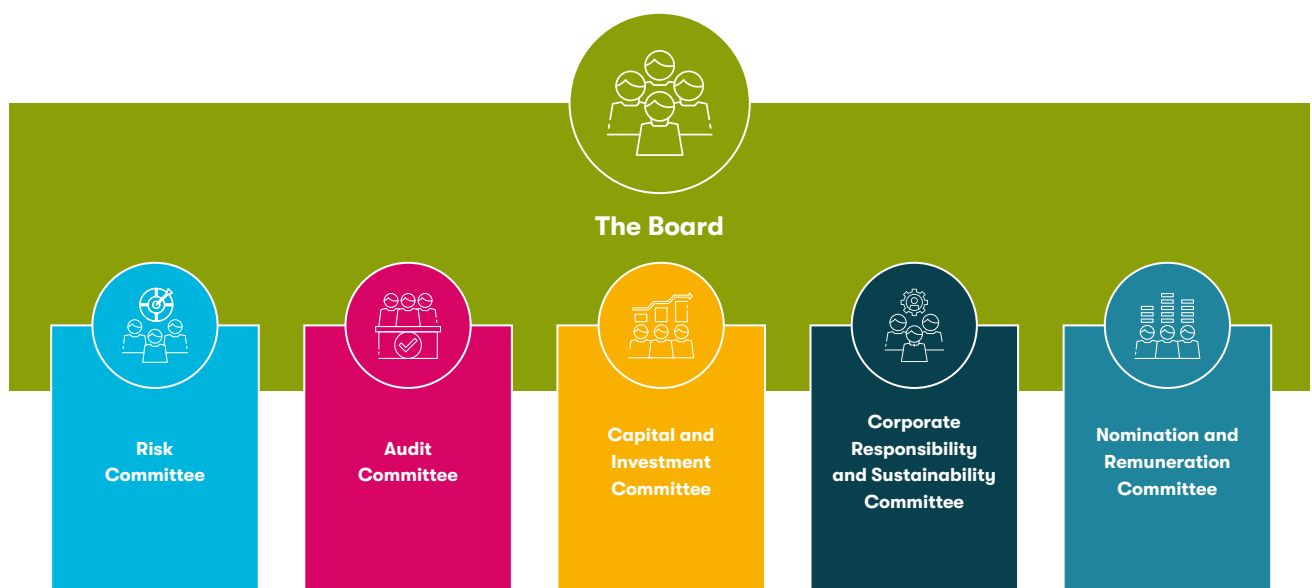 The Board
Risk
Committee
Audit
Committee
Capital and
Investment
Committee
Corporate
Responsibility
and Sustainability
Committee
Nomination and
Remuneration
Committee